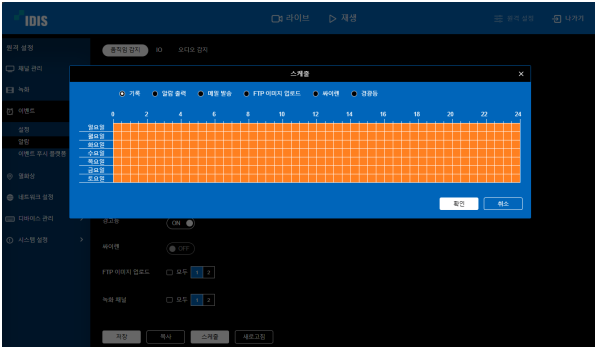 IDIS
라이브 재생 원격 설정 나가기
원격 설정
움직임 감지 IO 오디오 감지
패널 관리
스케줄 ×
녹화
기록 알람 출력 메일 발송 FTP 이미지 업로드 싸이렌 경광등
이벤트
0 2 4 6 8 10 12 14 16 18 20 22 24
설정
일요일
월요일
알람
화요일
이벤트 푸시 플랫폼
수요일
목요일
금요일
토요일
열화상
네트워크 설정
확인 취소
디바이스 관리 >
경광등 ON
시스템 설정 >
싸이렌 OFF
FTP 이미지 업로드 모두 1 2
녹화 패널 모두 1 2
저장 복사 스케줄 새로고침